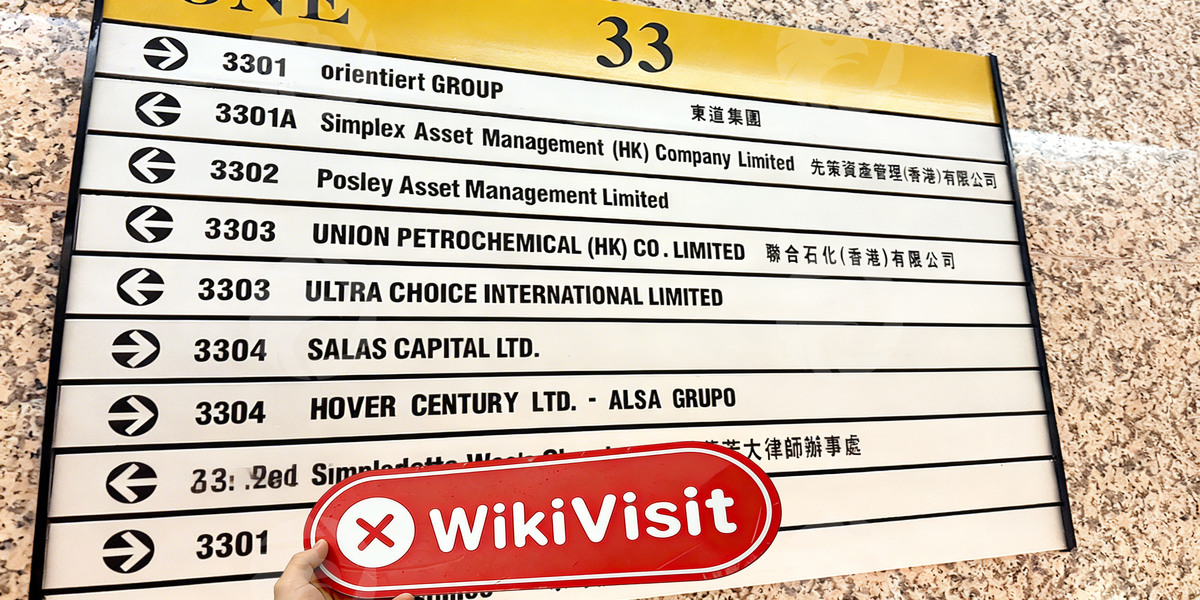 ONE 33
3301 orientiert GROUP 東道集團
3301A Simplex Asset Management (HK) Company Limited 先策資產管理(香港)有限公司
3302 Posley Asset Management Limited
3303 UNION PETROCHEMICAL (HK) CO. LIMITED 聯合石化(香港)有限公司
3303 ULTRA CHOICE INTERNATIONAL LIMITED
3304 SALAS CAPITAL LTD.
3304 HOVER CENTURY LTD. - ALSA GRUPO
大律師辦事處
3301
WikiVisit